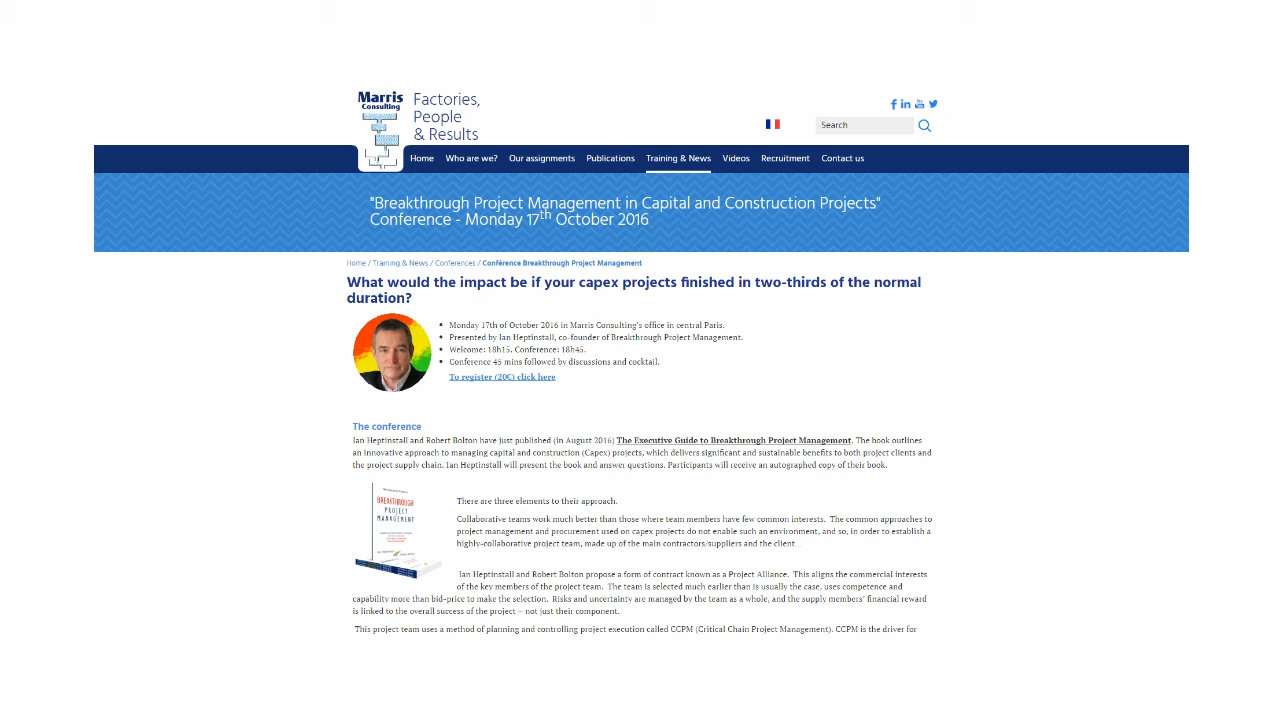 Marris
Consulting
Factories,
People
& Results
Search
Home Who are we? Our assignments Publications Training & News Videos Recruitment Contact us
"Breakthrough Project Management in Capital and Construction Projects"
Conference - Monday 17th October 2016
Home / Training & News / Conferences / Conférence Breakthrough Project Management
What would the impact be if your capex projects finished in two-thirds of the normal
duration?
• Monday 17th of October 2016 in Marris Consulting's office in central Paris.
• Presented by Ian Heptinstall, co-founder of Breakthrough Project Management.
• Welcome: 18h15. Conference: 18h45.
• Conference 45 mins followed by discussions and cocktail.
To register (20€) click here
The conference
Ian Heptinstall and Robert Bolton have just published (in August 2016) The Executive Guide to Breakthrough Project Management. The book outlines
an innovative approach to managing capital and construction (Capex) projects, which delivers significant and sustainable benefits to both project clients and
the project supply chain. Ian Heptinstall will present the book and answer questions. Participants will receive an autographed copy of their book.
BREAKTHROUGH
PROJECT
MANAGEMENT
There are three elements to their approach.
Collaborative teams work much better than those where team members have few common interests. The common approaches to
project management and procurement used on capex projects do not enable such an environment, and so, in order to establish a
highly-collaborative project team, made up of the main contractors/suppliers and the client
Ian Heptinstall and Robert Bolton propose a form of contract known as a Project Alliance. This aligns the commercial interests
of the key members of the project team. The team is selected much earlier than is usually the case, uses competence and
capability more than bid-price to make the selection. Risks and uncertainty are managed by the team as a whole, and the supply members' financial reward
is linked to the overall success of the project – not just their component.
This project team uses a method of planning and controlling project execution called CCPM (Critical Chain Project Management). CCPM is the driver for